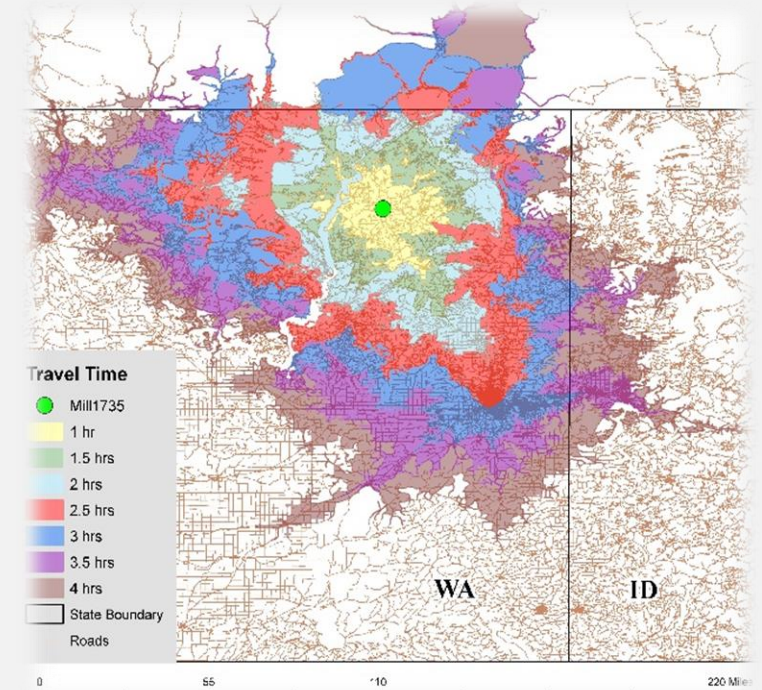 Travel Time
Mill1735
1 hr
1.5 hrs
2 hrs
2.5 hrs
3 hrs
3.5 hrs
4 hrs
State Boundary
Roads
WA ID
0 55 110 220 Miles